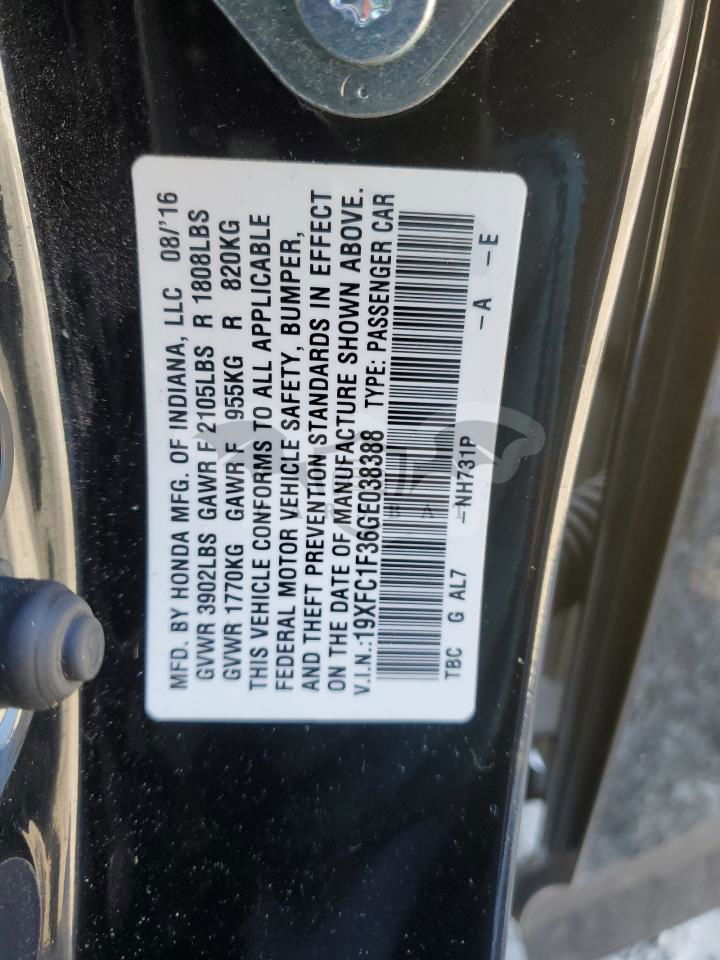 MFD. BY HONDA MFG. OF INDIANA, LLC 08/'16
GVWR 3902LBS GAWR F 2105LBS R 1808LBS
GVWR 1770KG GAWR F 955KG R 820KG
THIS VEHICLE CONFORMS TO ALL APPLICABLE
FEDERAL MOTOR VEHICLE SAFETY, BUMPER,
AND THEFT PREVENTION STANDARDS IN EFFECT
ON THE DATE OF MANUFACTURE SHOWN ABOVE.
V.I.N.:19XFC1F36GE038388 TYPE: PASSENGER CAR
TBC G AL7 –NH731P –A –E